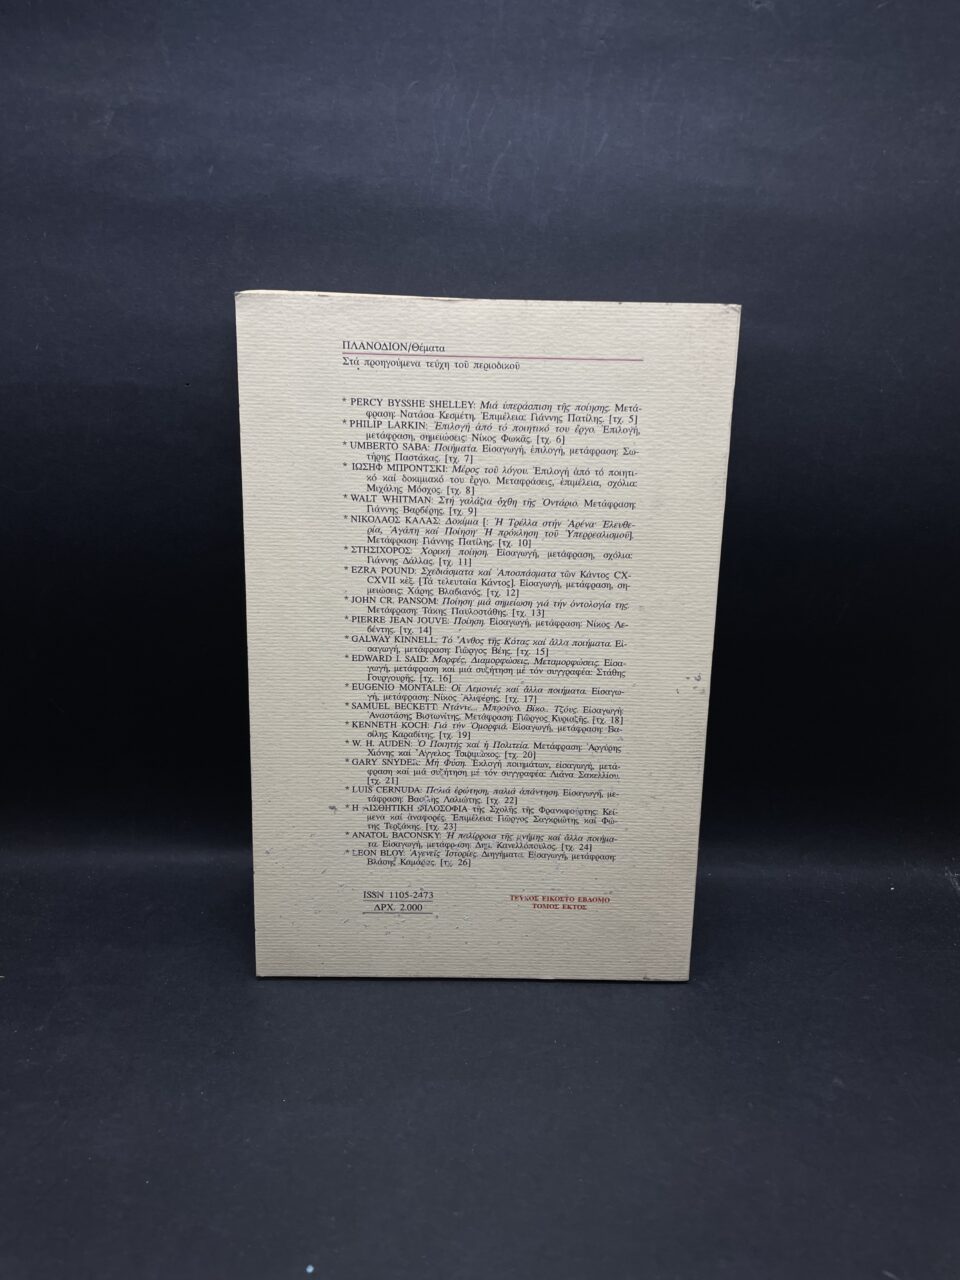 ΠΛΑΝΟΔΙΟΝ/Θέματα
Στά προηγούμενα τεύχη τοῦ περιοδικοῦ
* PERCY BYSSHE SHELLEY: Μιά ὑπεράσπιση τῆς ποίησης. Μετά-
φραση: Νατάσα Κεσμέτη. Ἐπιμέλεια: Γιάννης Πατίλης. [τχ. 5]
* PHILIP LARKIN: Ἐπιλογή ἀπό τό ποιητικό του ἔργο. Ἐπιλογή,
μετάφραση, σημειώσεις: Νίκος Φωκᾶς. [τχ. 6]
* UMBERTO SABA: Ποιήματα. Εἰσαγωγή, ἐπιλογή, μετάφραση: Σω-
τήρης Παστάκας. [τχ. 7]
* ΙΩΣΗΦ ΜΠΡΟΝΤΣΚΙ: Μέρος τοῦ λόγου. Ἐπιλογή ἀπό τό ποιητι-
κό καί δοκιμιακό του ἔργο. Μεταφράσεις, ἐπιμέλεια, σχόλια:
Μιχάλης Μόσχος. [τχ. 8]
* WALT WHITMAN: Στή γαλάζια ὄχθη τῆς Ὀντάριο. Μετάφραση:
Γιάννης Βαρβέρης. [τχ. 9]
* ΝΙΚΟΛΑΟΣ ΚΑΛΑΣ: Δοκίμια [: Ἡ Τρέλλα στήν Ἀρένα· Ἐλευθε-
ρία, Ἀγάπη καί Ποίηση· Ἡ πρόκληση τοῦ Ὑπερρεαλισμοῦ].
Μετάφραση: Γιάννης Πατίλης. [τχ. 10]
* ΣΤΗΣΙΧΟΡΟΣ: Χορική ποίηση. Εἰσαγωγή, μετάφραση, σχόλια:
Γιάννης Δάλλας. [τχ. 11]
* EZRA POUND: Σχεδιάσματα καί Ἀποσπάσματα τῶν Κάντος CX-
CXVII κἑξ. [Τά τελευταῖα Κάντος]. Εἰσαγωγή, μετάφραση, ση-
μειώσεις: Χάρης Βλαβιανός. [τχ. 12]
* JOHN CR. ΡANSOM: Ποίηση· μιά σημείωση γιά τήν ὀντολογία της.
Μετάφραση: Τάκης Παυλοστάθης. [τχ. 13]
* PIERRE JEAN JOUVE: Ποίηση. Εἰσαγωγή, μετάφραση: Νίκος Λε-
βέντης. [τχ. 14]
* GALWAY KINNELL: Τό Ἄνθος τῆς Κότας καί ἄλλα ποιήματα. Εἰ-
σαγωγή, μετάφραση: Γιῶργος Βέης. [τχ. 15]
* EDWARD I. SAID: Μορφές, Διαμορφώσεις, Μεταμορφώσεις. Εἰσα-
γωγή, μετάφραση καί μιά συζήτηση μέ τόν συγγραφέα: Στάθης
Γουργουρής. [τχ. 16]
* EUGENIO MONTALE: Οἱ Λεμονιές καί ἄλλα ποιήματα. Εἰσαγω-
γή, μετάφραση: Νίκος Ἀλιφέρης. [τχ. 17]
* SAMUEL BECKETT: Ντάντε... Μπροῦνο. Βίκο.. Τζόυς. Εἰσαγωγή:
Ἀναστάσης Βιστωνίτης. Μετάφραση: Γιῶργος Κυριαζῆς. [τχ. 18]
* KENNETH KOCH: Γιά τήν Ὀμορφιά. Εἰσαγωγή, μετάφραση: Βα-
σίλης Καραβίτης. [τχ. 19]
* W. H. AUDEN: Ὁ Ποιητής καί ἡ Πολιτεία. Μετάφραση: Ἀργύρης
Χιόνης καί Ἄγγελος Τσιριμῶκος. [τχ. 20]
* GARY SNYDER: Μή Φύση. Ἐκλογή ποιημάτων, εἰσαγωγή, μετά-
φραση καί μιά συζήτηση μέ τόν συγγραφέα: Λιάνα Σακελλίου.
[τχ. 21]
* LUIS CERNUDA: Παλιά ἐρώτηση, παλιά ἀπάντηση. Εἰσαγωγή, με-
τάφραση: Βασίλης Λαλιώτης. [τχ. 22]
* Η ΑΙΣΘΗΤΙΚΗ ΦΙΛΟΣΟΦΙΑ τῆς Σχολῆς τῆς Φρανκφούρτης: Κεί-
μενα καί ἀναφορές. Ἐπιμέλεια: Γιῶργος Σαγκριώτης καί Φώ-
της Τερζάκης. [τχ. 23]
* ANATOL BACONSKY: Ἡ παλίρροια τῆς μνήμης καί ἄλλα ποιήμα-
τα. Εἰσαγωγή, μετάφραση: Δημ. Κανελλόπουλος. [τχ. 24]
* LEON BLOY: Ἀγενεῖς Ἱστορίες. Διηγήματα. Εἰσαγωγή, μετάφραση:
Βλάσης Καμάρας. [τχ. 26]
ISSN 1105-2473
ΔΡΧ. 2.000
ΤΕΥΧΟΣ ΕΙΚΟΣΤΟ ΕΒΔΟΜΟ
ΤΟΜΟΣ ΕΚΤΟΣ